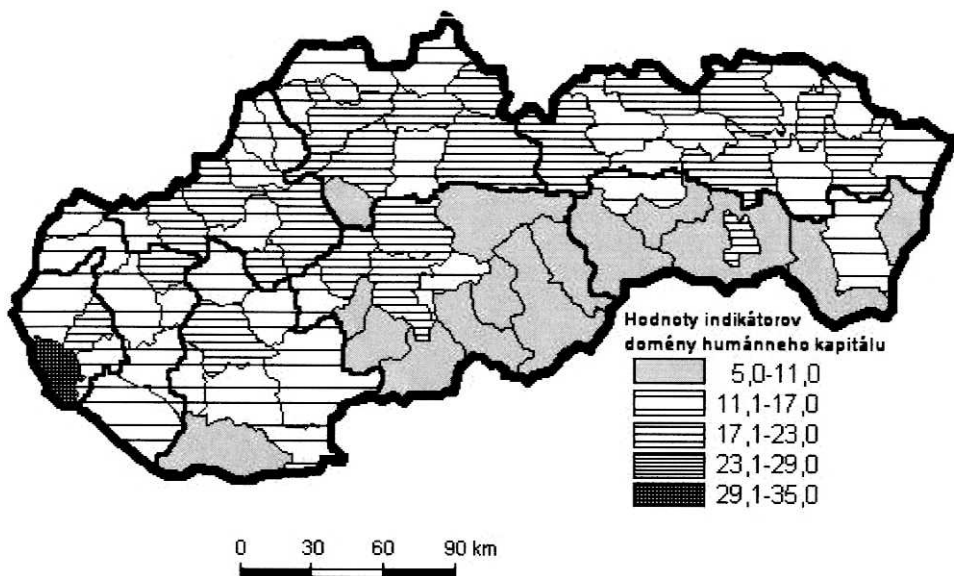 Hodnoty indikátorov
domény humánneho kapitálu
5,0-11,0
11,1-17,0
17,1-23,0
23,1-29,0
29,1-35,0
0 30 60 90 km